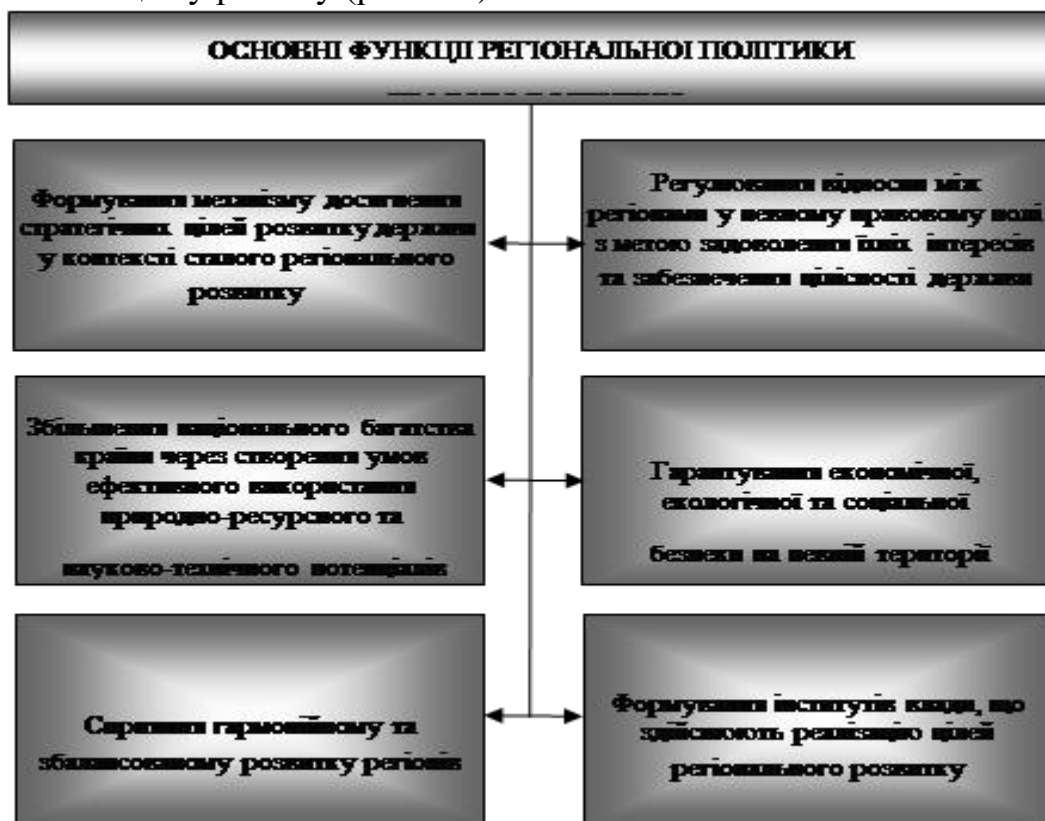 ОСНОВНІ ФУНКЦІЇ РЕГІОНАЛЬНОЇ ПОЛІТИКИ
Формування механізму досягнення
стратегічних цілей розвитку держави
у контексті сталого регіонального
розвитку
Регулювання відносин між
регіонами у певному правовому полі
з метою задоволення їхніх інтересів
та забезпечення цілісності держави
Збільшення національного багатства
країни через створення умов
ефективного використання
природно-ресурсного та
науково-технічного потенціалів
Гарантування економічної,
екологічної та соціальної
безпеки на певній території
Сприяння гармонійному та
збалансованому розвитку регіонів
Формування інститутів влади, що
здійснюють реалізацію цілей
регіонального розвитку